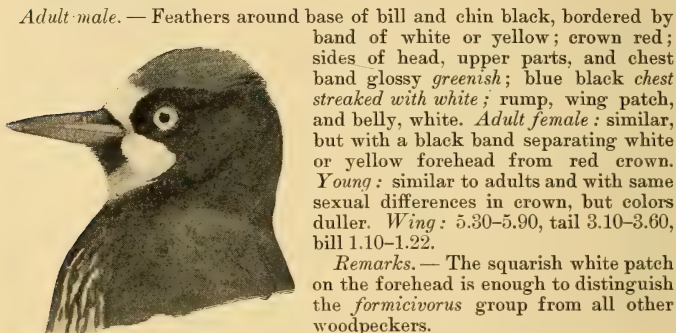 Adult male. — Feathers around base of bill and chin black, bordered by
band of white or yellow; crown red;
sides of head, upper parts, and chest
band glossy greenish; blue black chest
streaked with white; rump, wing patch,
and belly, white. Adult female: similar,
but with a black band separating white
or yellow forehead from red crown.
Young: similar to adults and with same
sexual differences in crown, but colors
duller. Wing: 5.30–5.90, tail 3.10–3.60,
bill 1.10–1.22.
Remarks. — The squarish white patch
on the forehead is enough to distinguish
the formicivorus group from all other
woodpeckers.